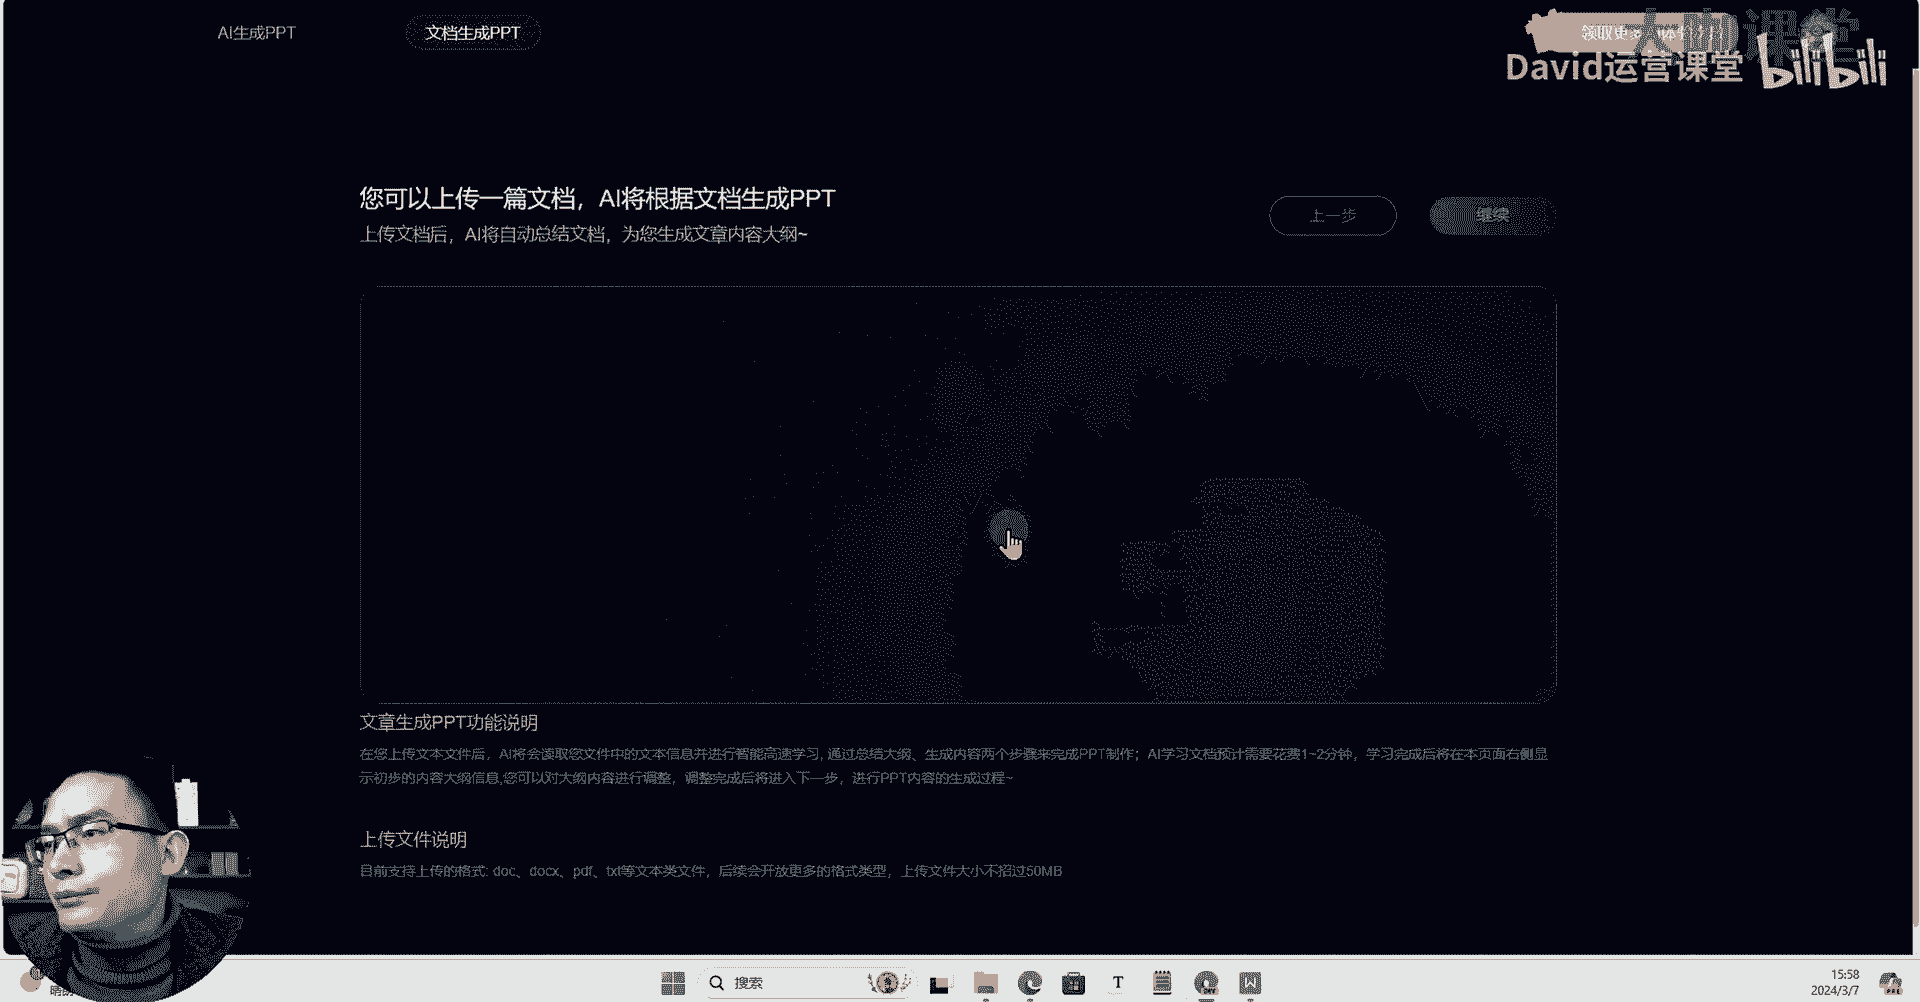 AI生成PPT
文档生成PPT
领取更多
大咖课堂
David运营课堂
bilibili
您可以上传一篇文档，AI将根据文档生成PPT
上传文档后，AI将自动总结文档，为您生成文章内容大纲~
上一步
继续
文章生成PPT功能说明
在您上传文本文件后，AI将会读取您文件中的文本信息并进行智能高速学习, 通过总结大纲、生成内容两个步骤来完成PPT制作；AI学习文档预计需要花费1~2分钟，学习完成后将在本页面右侧显
示初步的内容大纲信息,您可以对大纲内容进行调整，调整完成后将进入下一步，进行PPT内容的生成过程~
上传文件说明
目前支持上传的格式: doc、docx、pdf、txt等文本类文件，后续会开放更多的格式类型，上传文件大小不超过50MB
搜索
15:58
2024/3/7